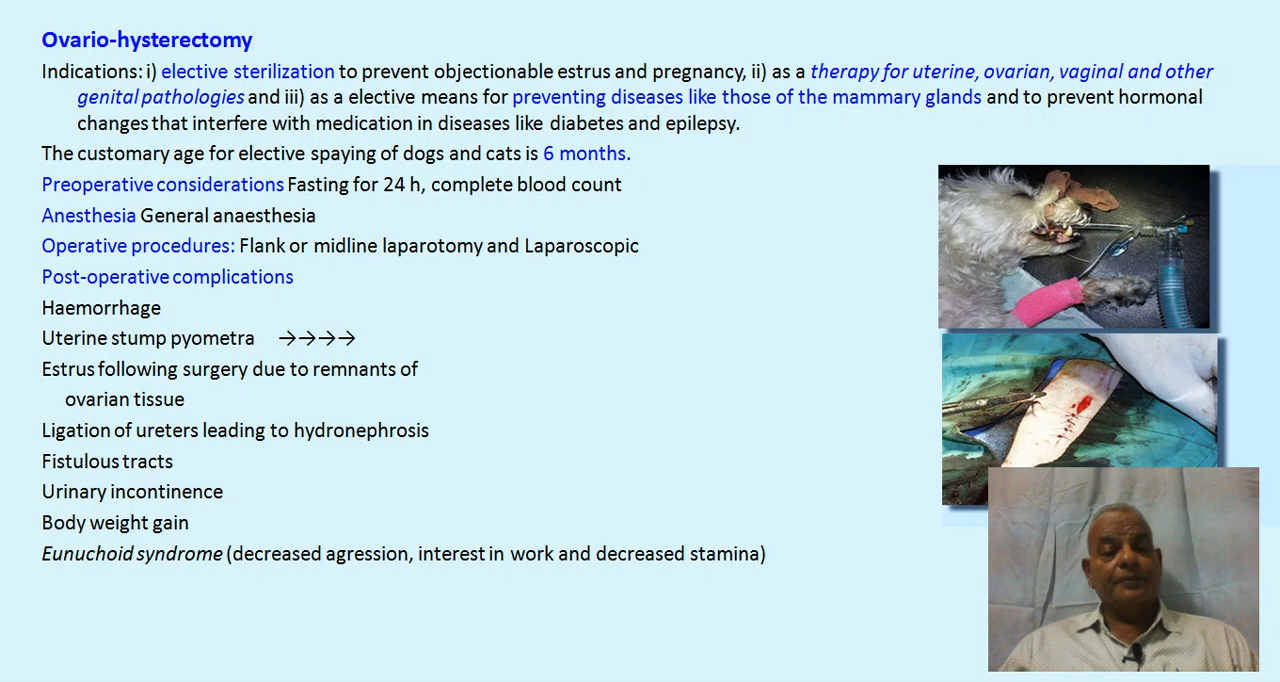 Ovario-hysterectomy
Indications: i) elective sterilization to prevent objectionable estrus and pregnancy, ii) as a therapy for uterine, ovarian, vaginal and other
genital pathologies and iii) as a elective means for preventing diseases like those of the mammary glands and to prevent hormonal
changes that interfere with medication in diseases like diabetes and epilepsy.
The customary age for elective spaying of dogs and cats is 6 months.
Preoperative considerations Fasting for 24 h, complete blood count
Anesthesia General anaesthesia
Operative procedures: Flank or midline laparotomy and Laparoscopic
Post-operative complications
Haemorrhage
Uterine stump pyometra →→→→
Estrus following surgery due to remnants of
ovarian tissue
Ligation of ureters leading to hydronephrosis
Fistulous tracts
Urinary incontinence
Body weight gain
Eunuchoid syndrome (decreased agression, interest in work and decreased stamina)